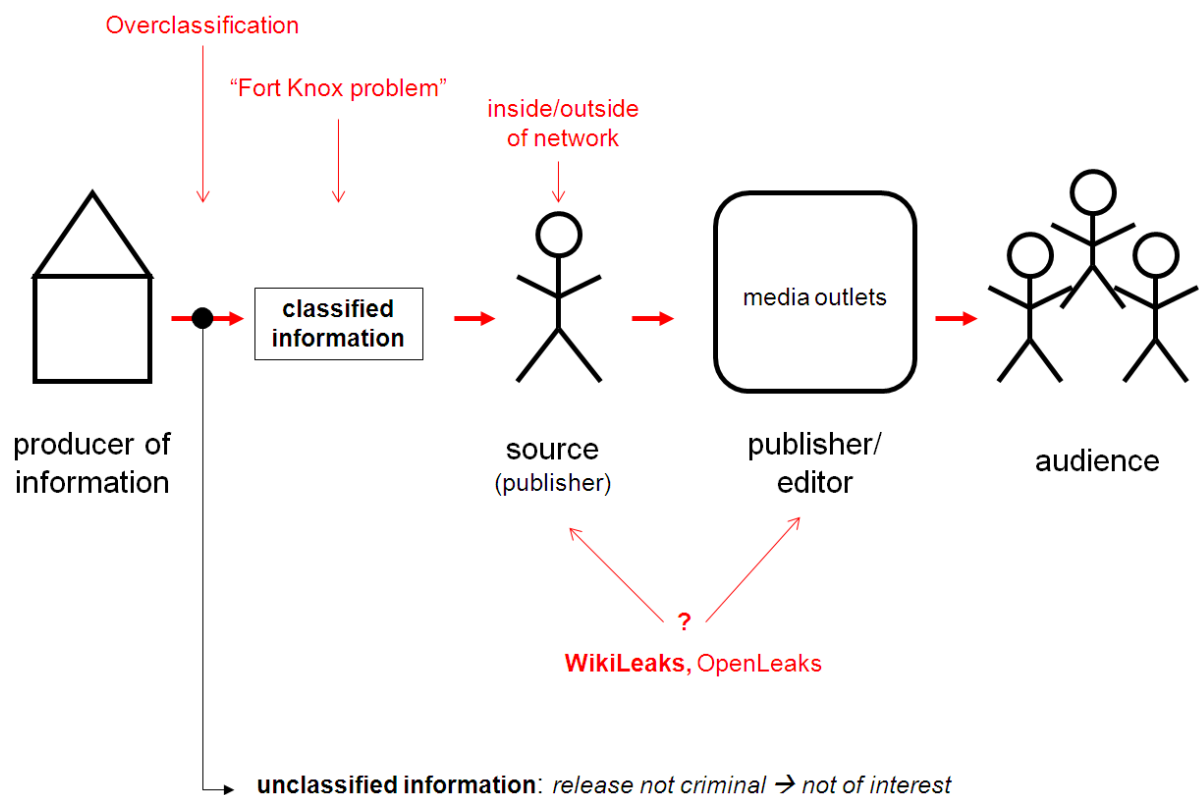 Overclassification
“Fort Knox problem”
inside/outside
of network
classified
information
media outlets
producer of
information
source
(publisher)
publisher/
editor
audience
?
WikiLeaks, OpenLeaks
unclassified information: release not criminal → not of interest